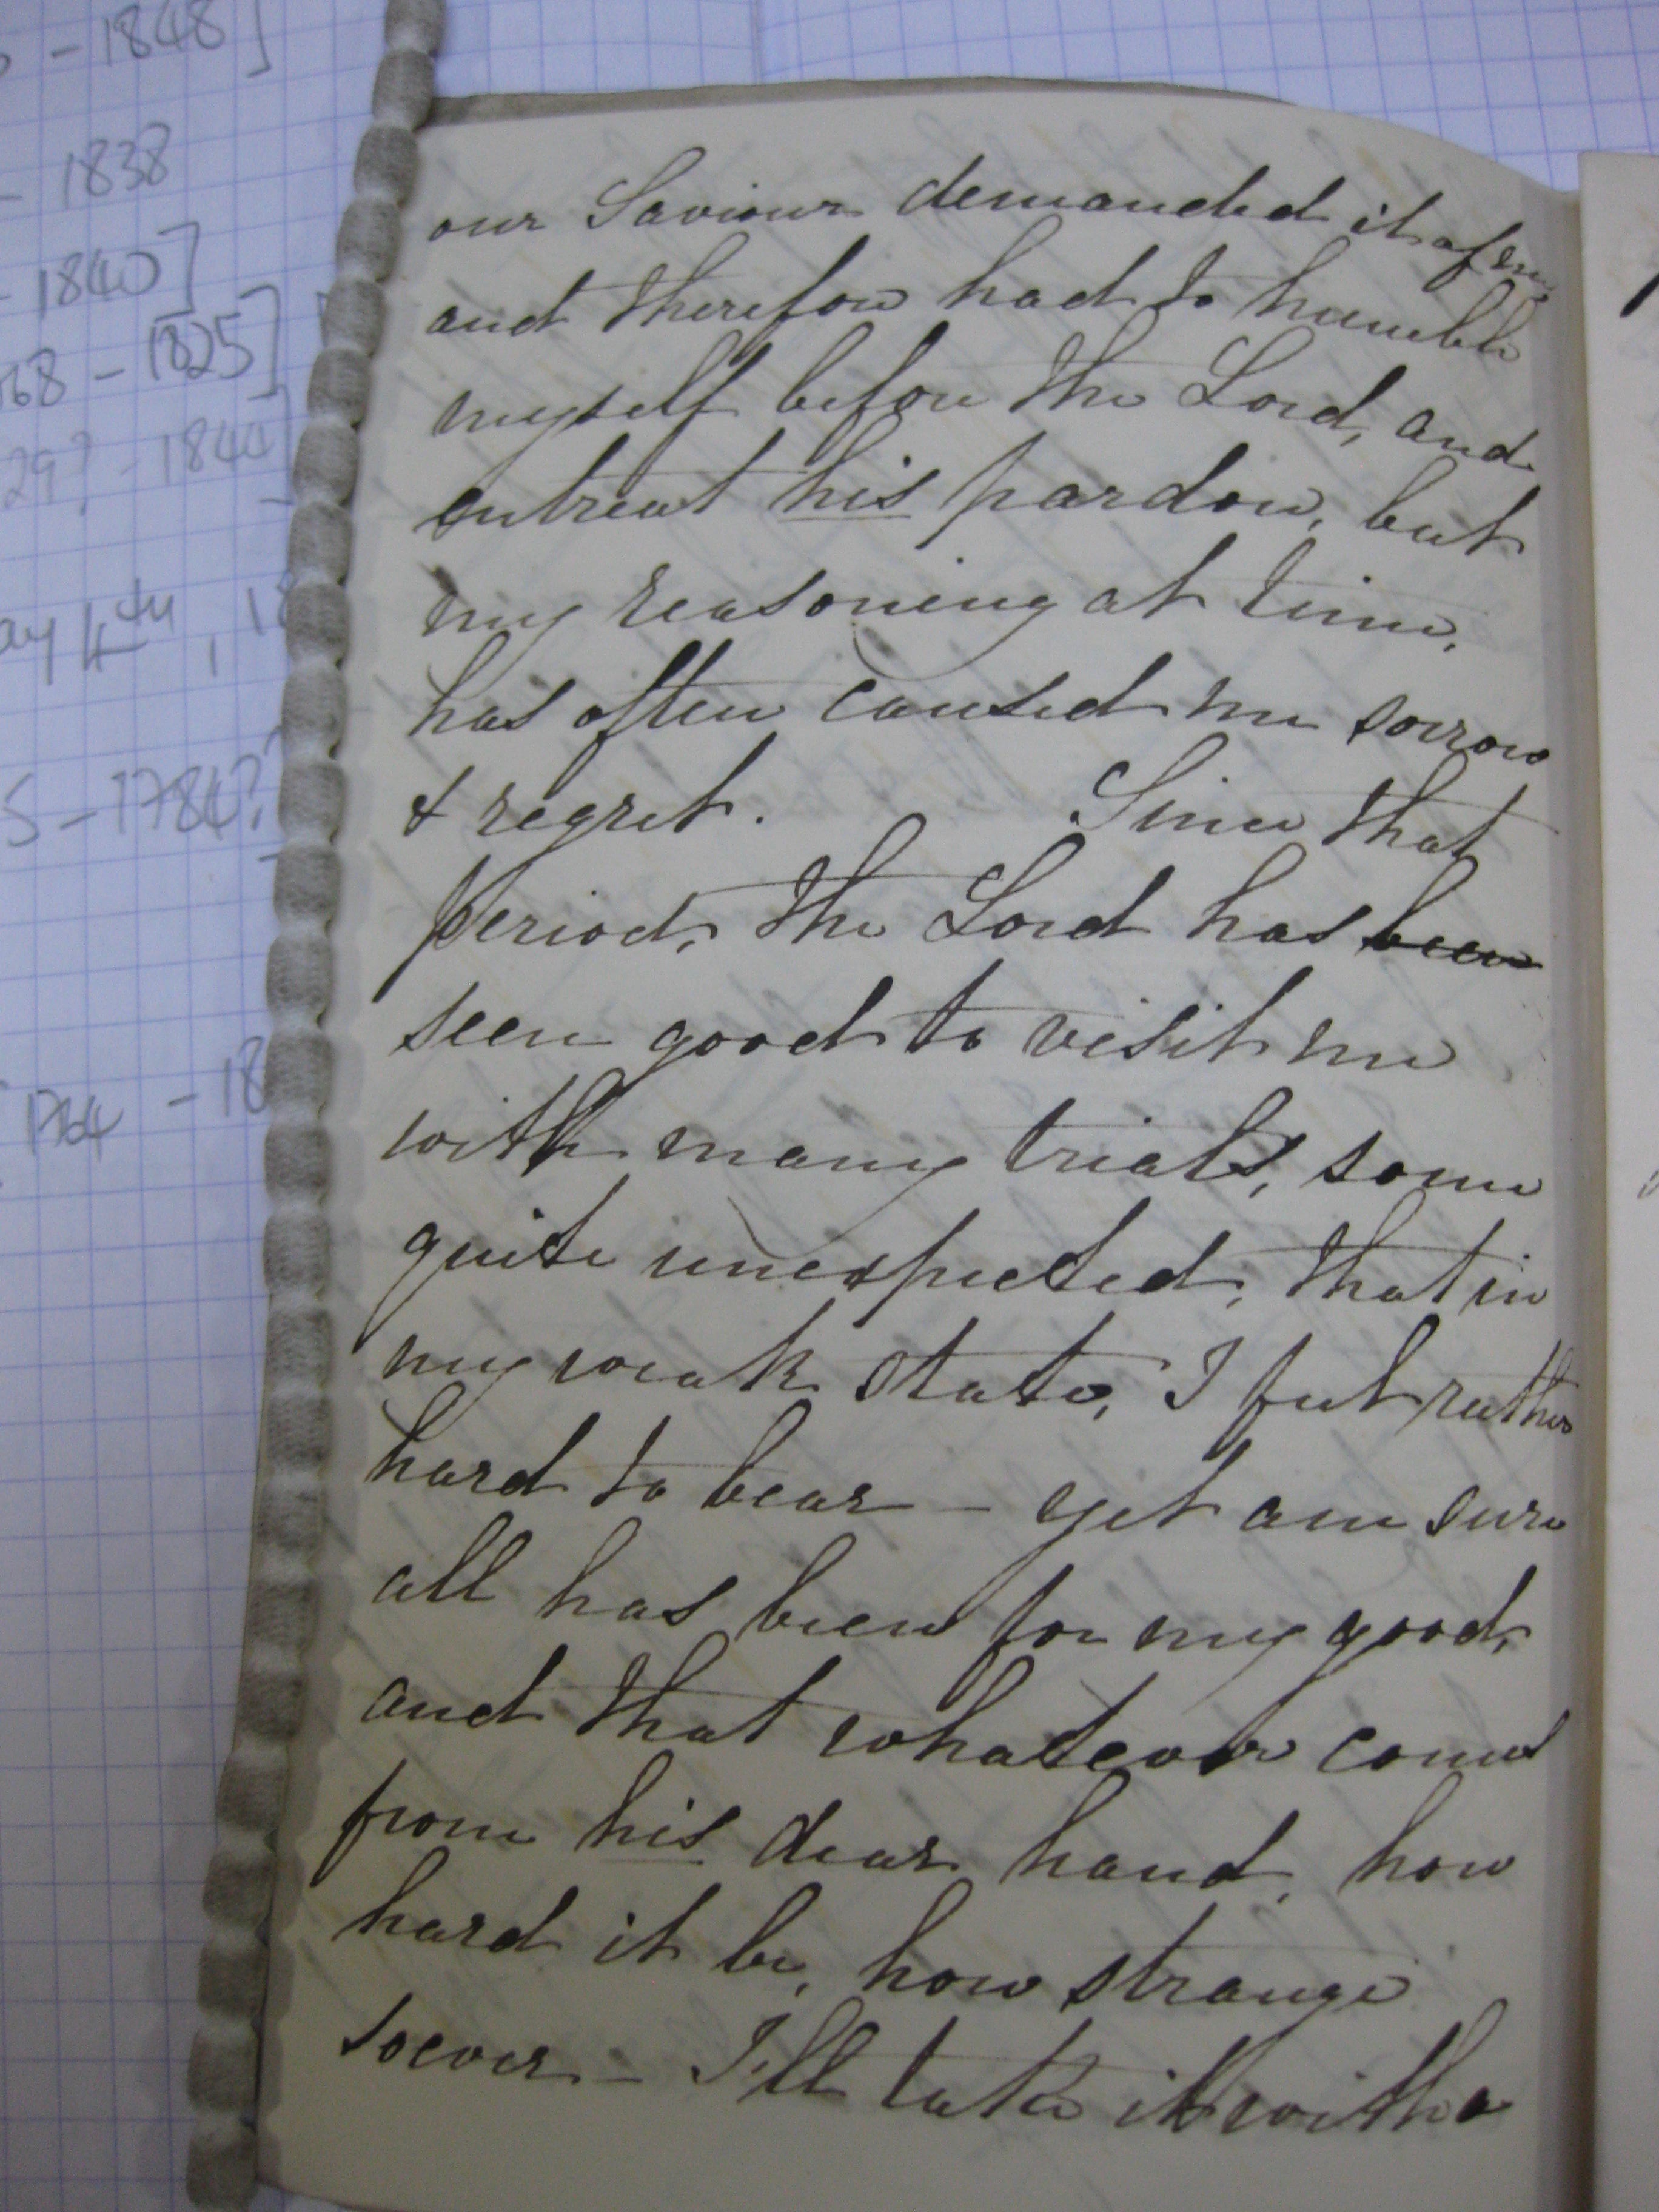 - 1848]
- 1838
- 1840]
68 - 1825]
29? - 1844
ay 4th, 18
5 - 1784?
1764 - 18
our Saviour demanded it of me
and therefore had to humble
myself before the Lord, and
entreat his pardon, but
my reasoning at time,
has often caused me sorrow
& regret. Since that
period, the Lord has been
seen good to visit me
with many trials, some
quite unexpected, that in
my weak state, I felt rather
hard to bear - yet am sure
all has been for my good,
and that whatever comes
from his dear hand, how
hard it be, how strange
soever - I'll take it with a